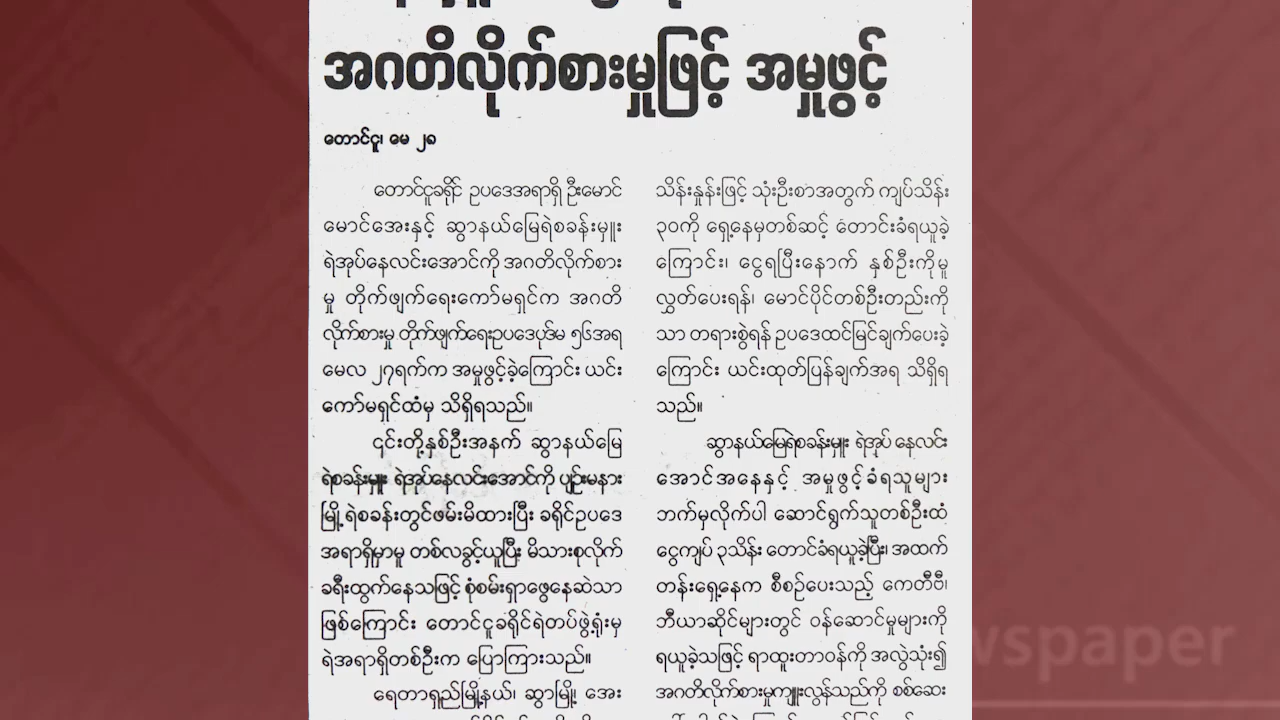 အဂတိလိုက်စားမှုဖြင့် အမှုဖွင့်
တောင်ငူ၊ မေ ၂၈
တောင်ငူခရိုင် ဥပဒေအရာရှိ ဦးမောင်
မောင်အေးနှင့် ဆွာနယ်မြေရဲစခန်းမှူး
ရဲအုပ်နေလင်းအောင်ကို အဂတိလိုက်စား
မှု တိုက်ဖျက်ရေးကော်မရှင်က အဂတိ
လိုက်စားမှု တိုက်ဖျက်ရေးဥပဒေပုဒ်မ ၅၆အရ
မေလ ၂၇ရက်က အမှုဖွင့်ခဲ့ကြောင်း ယင်း
ကော်မရှင်ထံမှ သိရှိရသည်။
၎င်းတို့နှစ်ဦးအနက် ဆွာနယ်မြေ
ရဲစခန်းမှူး ရဲအုပ်နေလင်းအောင်ကို ပျဉ်းမနား
မြို့ရဲစခန်းတွင်ဖမ်းမိထားပြီး ခရိုင်ဥပဒေ
အရာရှိမှာမူ တစ်လခွင့်ယူပြီး မိသားစုလိုက်
ခရီးထွက်နေသဖြင့် စုံစမ်းရှာဖွေနေဆဲသာ
ဖြစ်ကြောင်း တောင်ငူခရိုင်ရဲတပ်ဖွဲ့ရုံးမှ
ရဲအရာရှိတစ်ဦးက ပြောကြားသည်။
ရေတာရှည်မြို့နယ်၊ ဆွာမြို့၊ အေး
သိန်းနှုန်းဖြင့် သုံးဦးစာအတွက် ကျပ်သိန်း
၃၀ကို ရှေ့နေမှတစ်ဆင့် တောင်းခံရယူခဲ့
ကြောင်း၊ ငွေရပြီးနောက် နှစ်ဦးကိုမူ
လွှတ်ပေးရန်၊ မောင်ပိုင်တစ်ဦးတည်းကို
သာ တရားစွဲရန် ဥပဒေထင်မြင်ချက်ပေးခဲ့
ကြောင်း ယင်းထုတ်ပြန်ချက်အရ သိရှိရ
သည်။
ဆွာနယ်မြေရဲစခန်းမှူး ရဲအုပ် နေလင်း
အောင်အနေနှင့် အမှုဖွင့်ခံရသူများ
ဘက်မှလိုက်ပါ ဆောင်ရွက်သူတစ်ဦးထံ
ငွေကျပ် ၃သိန်း တောင်ခံရယူခဲ့ပြီး၊ အထက်
တန်းရှေ့နေက စီစဉ်ပေးသည့် ကေတီဗီ၊
ဘီယာဆိုင်များတွင် ဝန်ဆောင်မှုများကို
ရယူခဲ့သဖြင့် ရာထူးတာဝန်ကို အလွဲသုံး၍
အဂတိလိုက်စားမှုကျူးလွန်သည်ကို စစ်ဆေး
wspaper